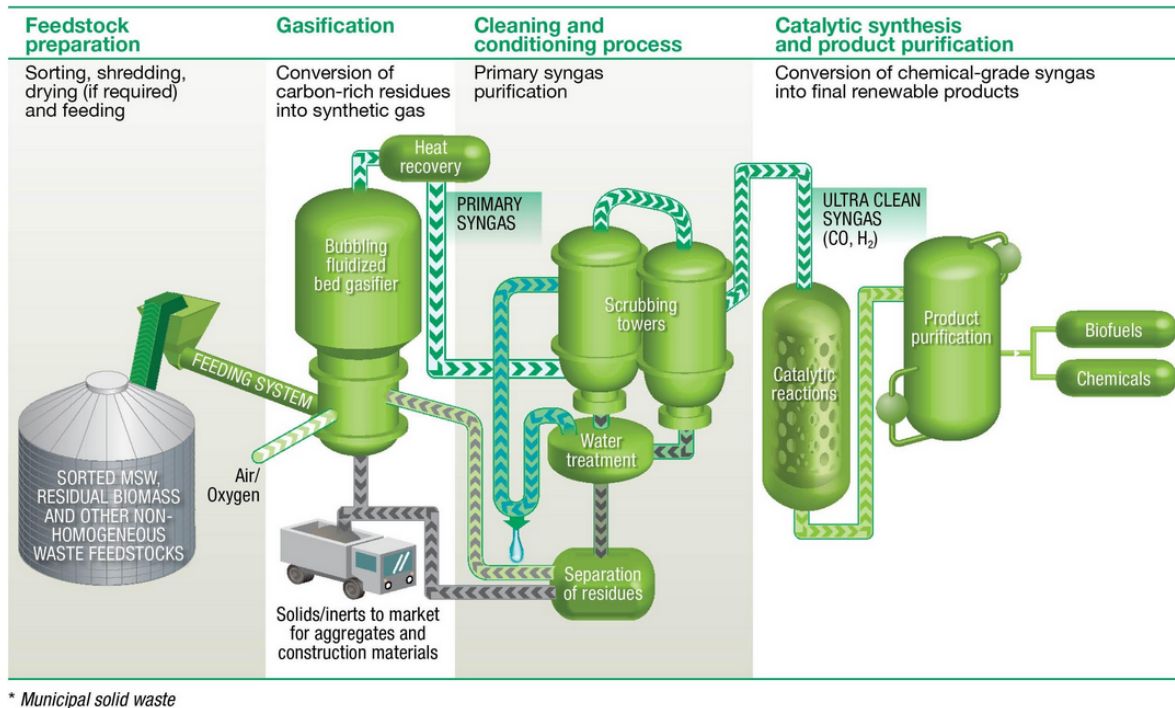 Feedstock
preparation
Sorting, shredding,
drying (if required)
and feeding
Gasification
Conversion of
carbon-rich residues
into synthetic gas
Cleaning and
conditioning process
Primary syngas
purification
Catalytic synthesis
and product purification
Conversion of chemical-grade syngas
into final renewable products
Heat
recovery
PRIMARY
SYNGAS
ULTRA CLEAN
SYNGAS
(CO, H₂)
Bubbling
fluidized
bed gasifier
Scrubbing
towers
Product
purification
Biofuels
Chemicals
Catalytic
reactions
FEEDING SYSTEM
Water
treatment
Air/
Oxygen
SORTED MSW,
RESIDUAL BIOMASS
AND OTHER NON-
HOMOGENEOUS
WASTE FEEDSTOCKS
Separation
of residues
Solids/inerts to market
for aggregates and
construction materials
* Municipal solid waste